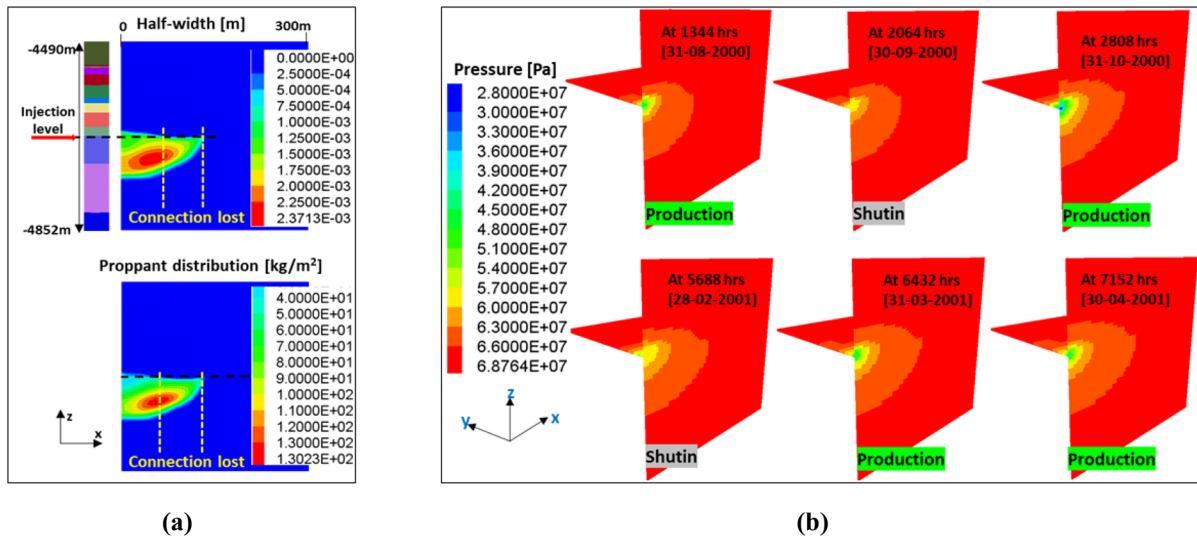 Half-width [m]
0
300m
-4490m
Injection
level
-4852m
0.0000E+00
2.5000E-04
5.0000E-04
7.5000E-04
1.0000E-03
1.2500E-03
1.5000E-03
1.7500E-03
2.0000E-03
2.2500E-03
2.3713E-03
Connection lost
Proppant distribution [kg/m²]
4.0000E+01
5.0000E+01
6.0000E+01
7.0000E+01
8.0000E+01
9.0000E+01
1.0000E+02
1.1000E+02
1.2000E+02
1.3000E+02
1.3023E+02
Connection lost
z
x
(a)
Pressure [Pa]
2.8000E+07
3.0000E+07
3.3000E+07
3.6000E+07
3.9000E+07
4.2000E+07
4.5000E+07
4.8000E+07
5.1000E+07
5.4000E+07
5.7000E+07
6.0000E+07
6.3000E+07
6.6000E+07
6.8764E+07
z
y
x
At 1344 hrs
[31-08-2000]
Production
At 2064 hrs
[30-09-2000]
Shutin
At 2808 hrs
[31-10-2000]
Production
At 5688 hrs
[28-02-2001]
Shutin
At 6432 hrs
[31-03-2001]
Production
At 7152 hrs
[30-04-2001]
Production
(b)